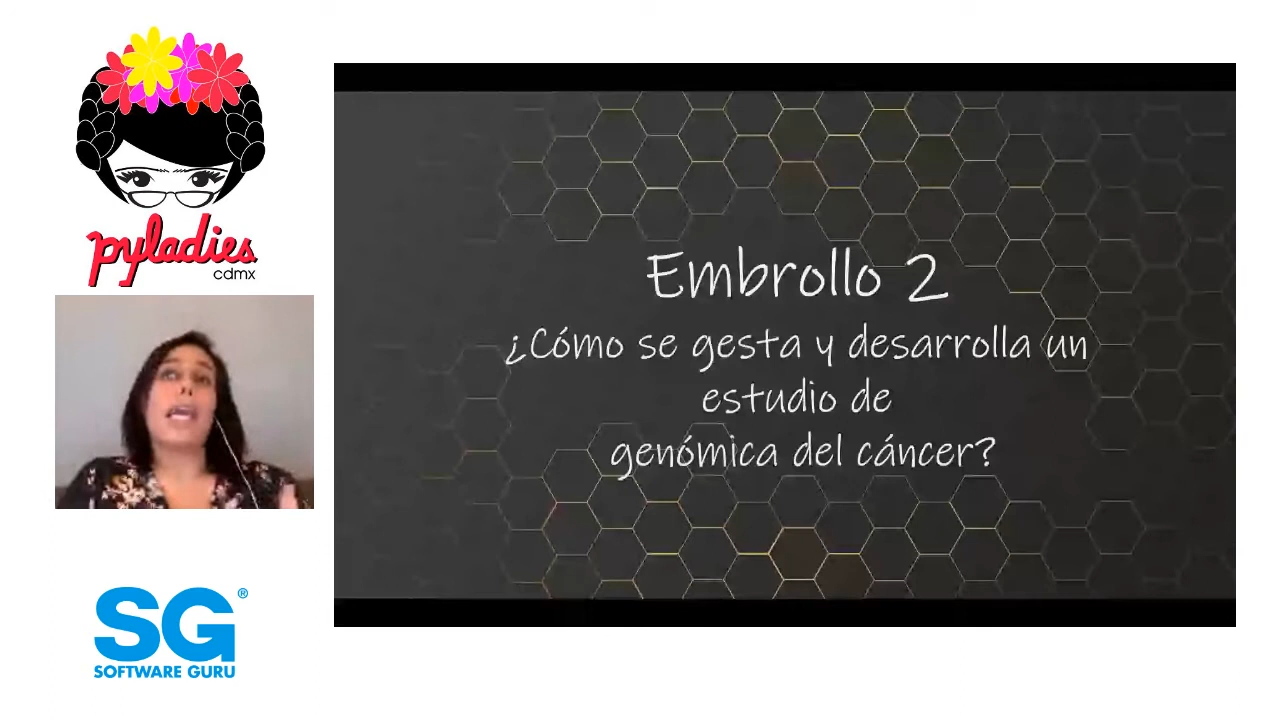 pyladies
cdmx
SG®
SOFTWARE GURU
Embrollo 2
¿Cómo se gesta y desarrolla un
estudio de
genómica del cáncer?